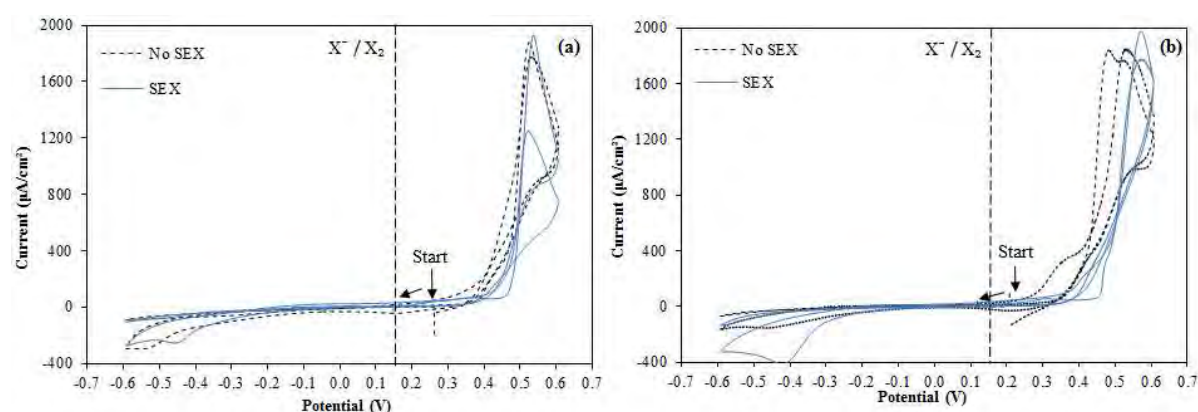 2000
1600
1200
800
400
0
-400
Current (µA/cm²)
No SEX
SEX
X⁻ / X₂
(a)
Start
-0.7 -0.6 -0.5 -0.4 -0.3 -0.2 -0.1 0.0 0.1 0.2 0.3 0.4 0.5 0.6 0.7
Potential (V)
2000
1600
1200
800
400
0
-400
Current (µA/cm²)
No SEX
SEX
X⁻ / X₂
(b)
Start
-0.7 -0.6 -0.5 -0.4 -0.3 -0.2 -0.1 0.0 0.1 0.2 0.3 0.4 0.5 0.6 0.7
Potential (V)